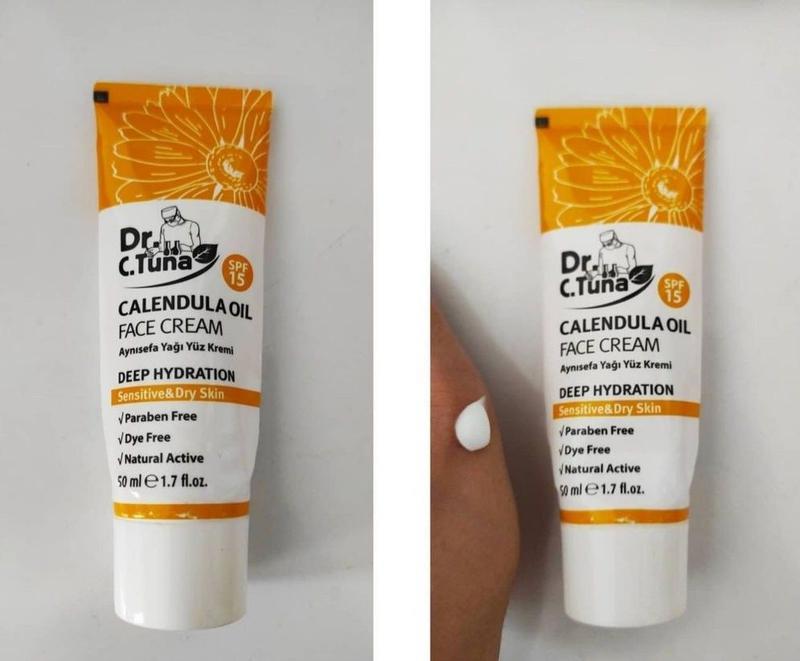 Dr.
C.Tuna
SPF
15
CALENDULA OIL
FACE CREAM
Aynısefa Yağı Yüz Kremi
DEEP HYDRATION
Sensitive&Dry Skin
√Paraben Free
√Dye Free
√Natural Active
50 ml ℮ 1.7 fl.oz.
Dr.
C.Tuna
SPF
15
CALENDULA OIL
FACE CREAM
Aynısefa Yağı Yüz Kremi
DEEP HYDRATION
Sensitive&Dry Skin
√Paraben Free
√Dye Free
√Natural Active
50 ml ℮ 1.7 fl.oz.